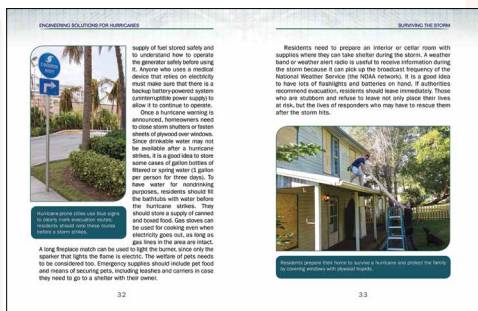 ENGINEERING SOLUTIONS FOR HURRICANES
supply of fuel stored safely and
to understand how to operate
the generator safely before using
it. Anyone who uses a medical
device that relies on electricity
must make sure that there is a
backup battery-powered system
(uninterruptible power supply) to
allow it to continue to operate.
Once a hurricane warning is
announced, homeowners need
to close storm shutters or fasten
sheets of plywood over windows.
Since drinkable water may not
be available after a hurricane
strikes, it is a good idea to store
some cases of gallon bottles of
filtered or spring water (1 gallon
per person for three days). To
have water for nondrinking
purposes, residents should fill
the bathtubs with water before
the hurricane strikes. They
should store a supply of canned
and boxed food. Gas stoves can
be used for cooking even when
electricity goes out, as long as
gas lines in the area are intact.
A long fireplace match can be used to light the burner, since only the
sparker that lights the flame is electric. The welfare of pets needs
to be considered too. Emergency supplies should include pet food
and means of securing pets, including leashes and carriers in case
they need to go to a shelter with their owner.
EVACUATION
ROUTE
Hurricane-prone cities use blue signs
to clearly mark evacuation routes;
residents should note these routes
before a storm strikes.
32
SURVIVING THE STORM
Residents need to prepare an interior or cellar room with
supplies where they can take shelter during the storm. A weather
band or weather alert radio is useful to receive information during
the storm because it can pick up the broadcast frequency of the
National Weather Service (the NOAA network). It is a good idea
to have lots of flashlights and batteries on hand. If authorities
recommend evacuation, residents should leave immediately. Those
who are stubborn and refuse to leave not only place their lives
at risk, but the lives of responders who may have to rescue them
after the storm hits.
Residents prepare their home to survive a hurricane and protect the family
by covering windows with plywood boards.
33